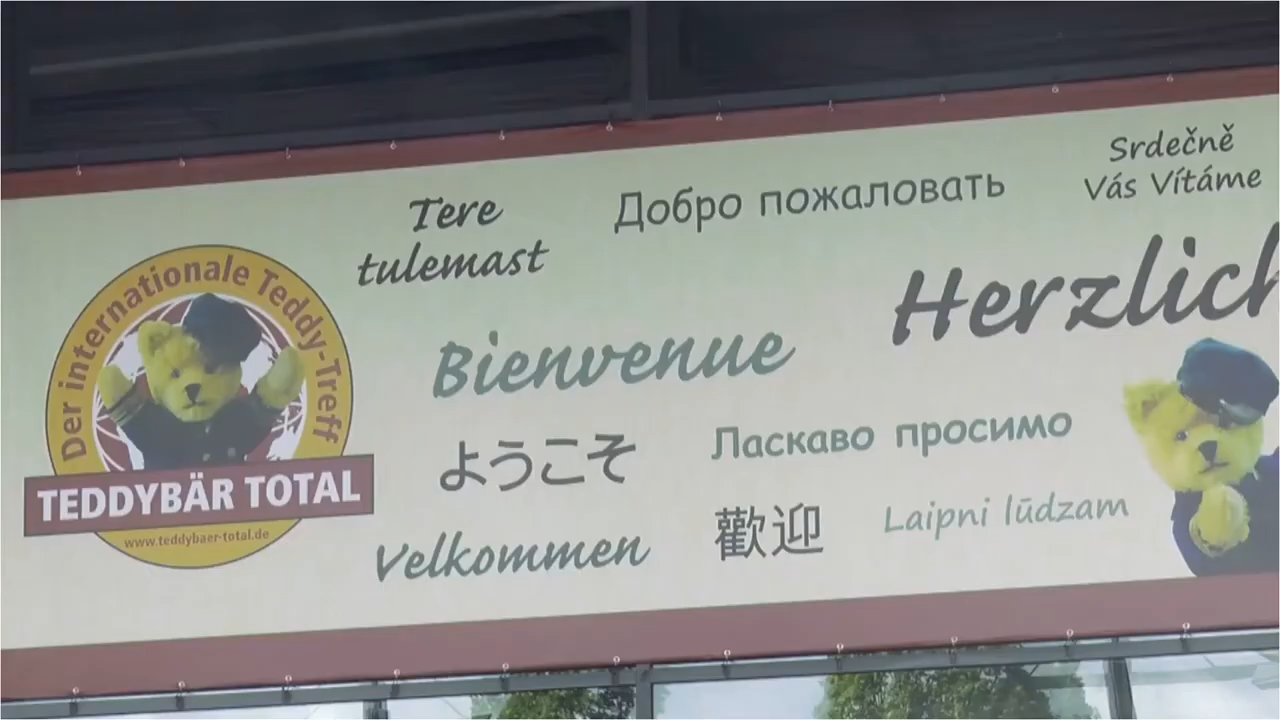 Der internationale Teddy-Treff
TEDDYBÄR TOTAL
www.teddybaer-total.de
Tere
tulemast
Добро пожаловать
Srdečně
Vás Vítáme
Herzlich
Bienvenue
ようこそ
Ласкаво просимо
Velkommen
歡迎
Laipni lūdzam